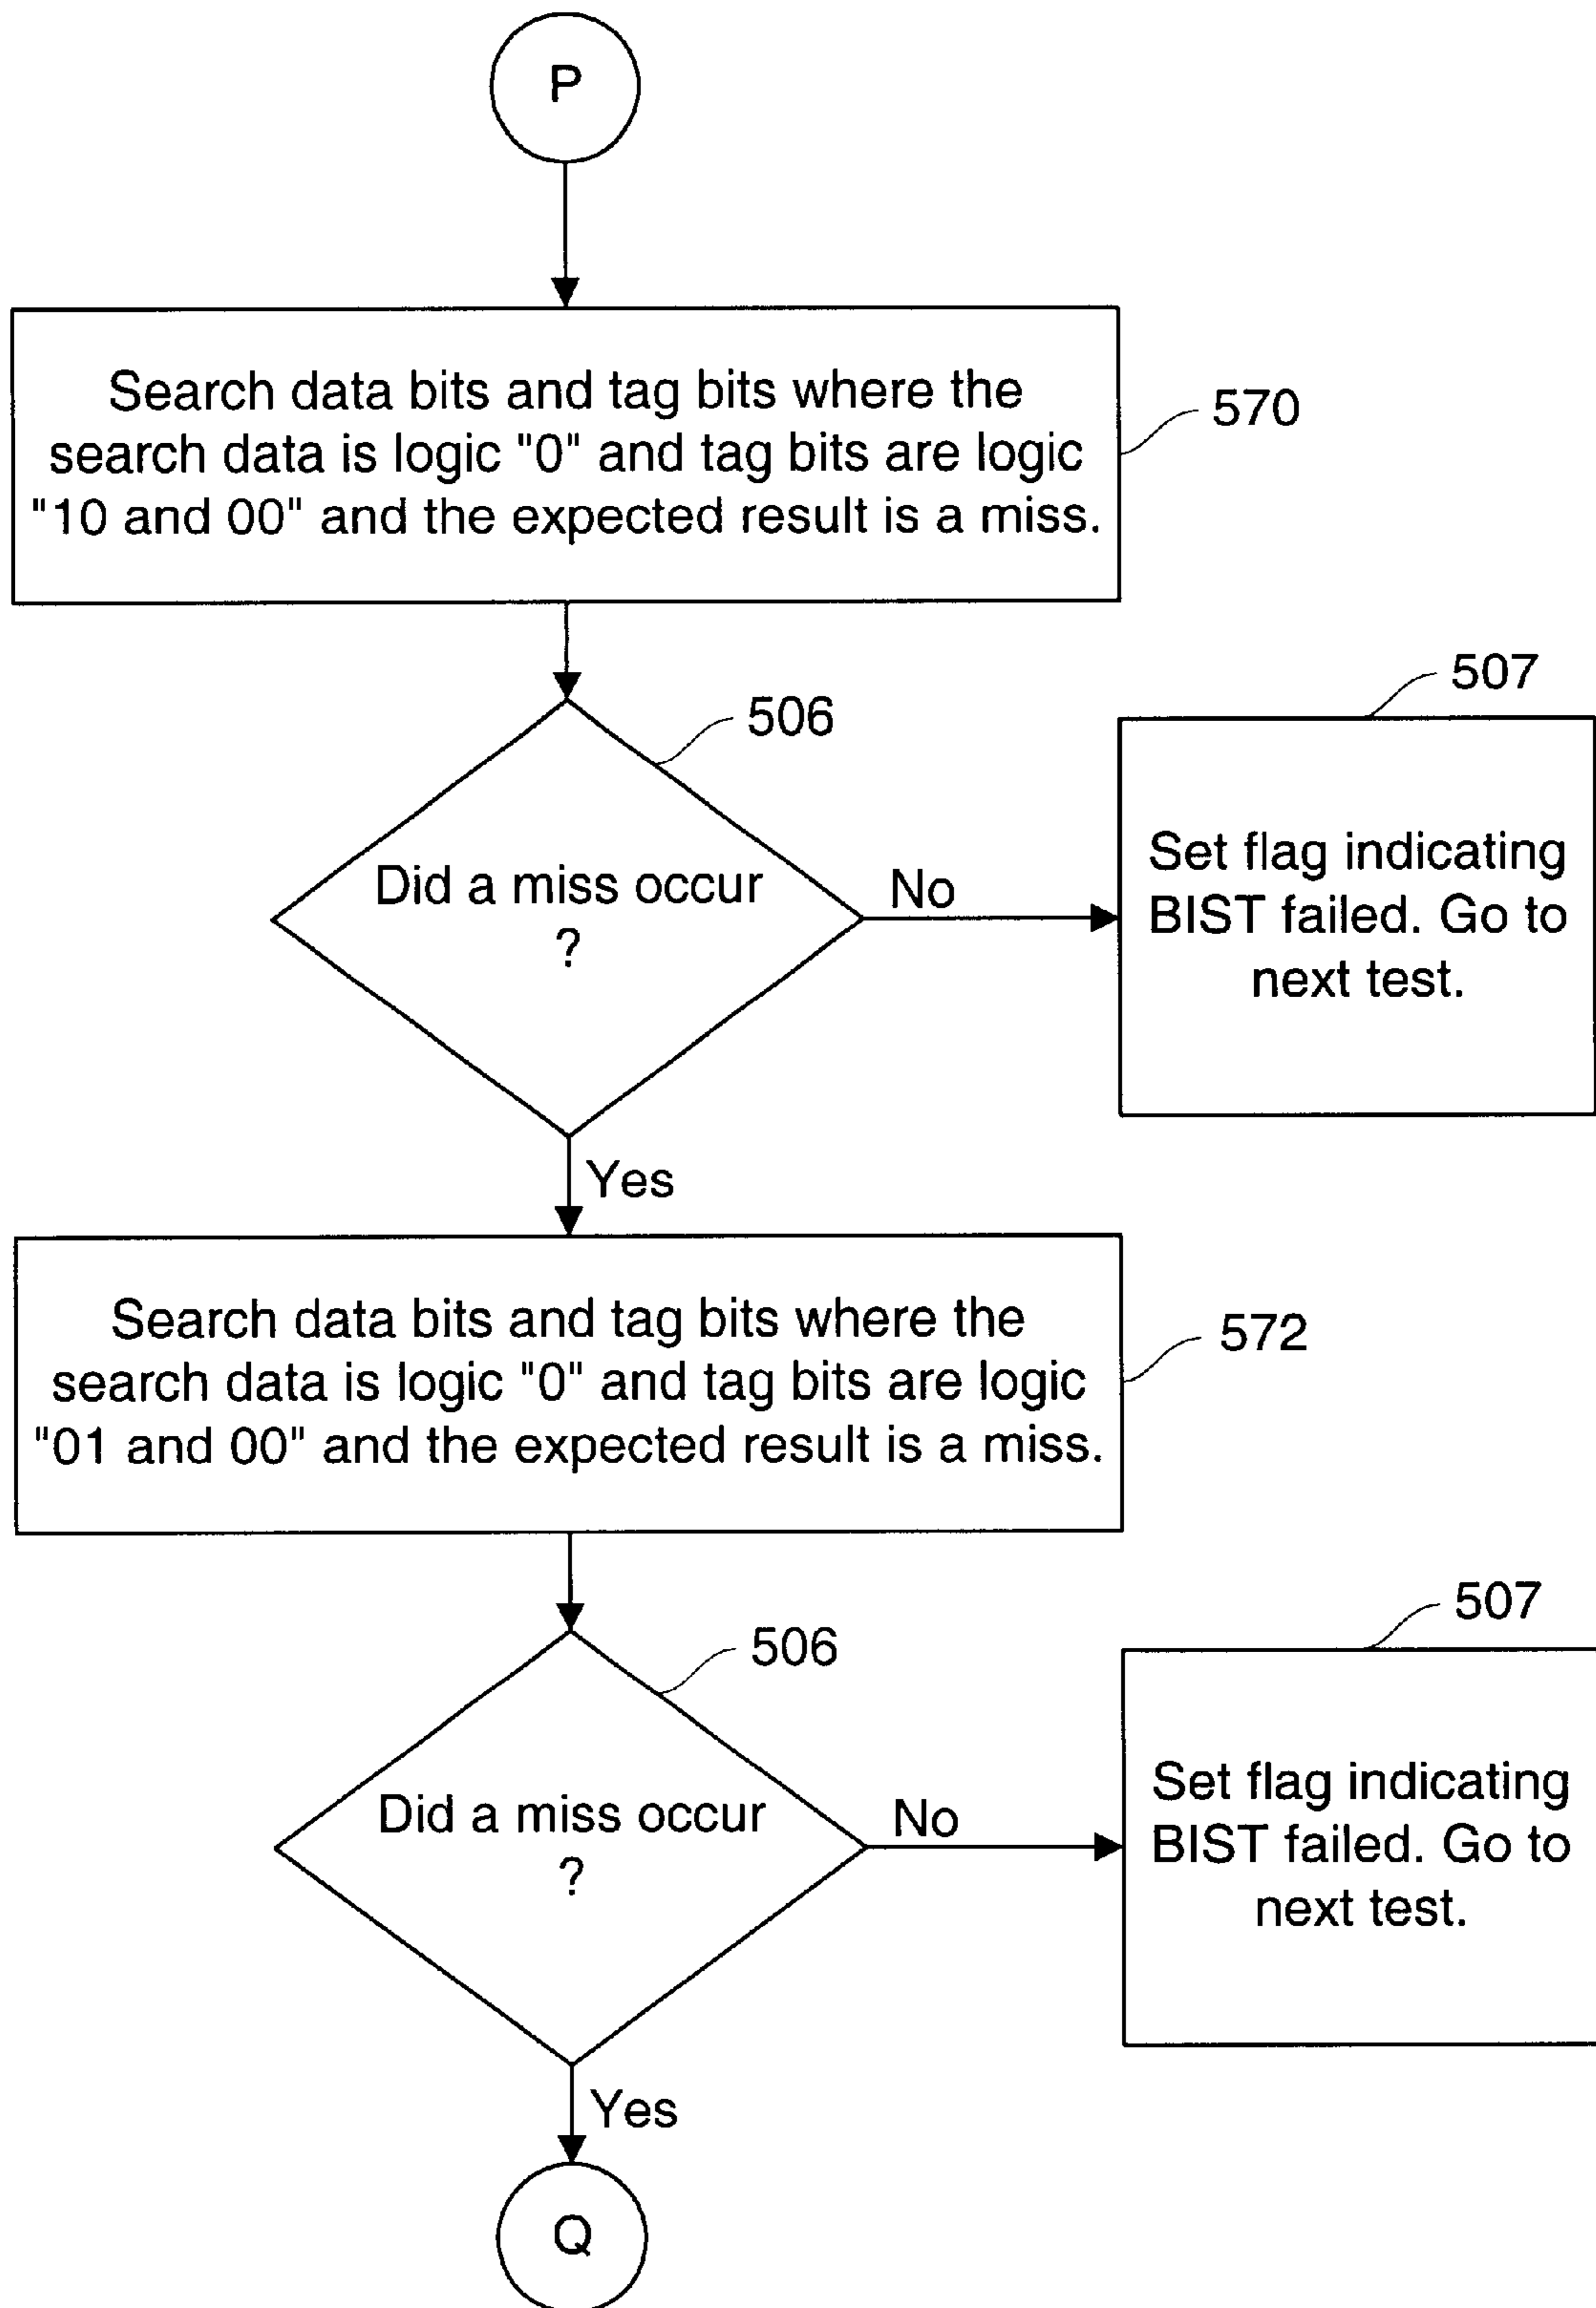 P
Search data bits and tag bits where the
search data is logic "0" and tag bits are logic
"10 and 00" and the expected result is a miss.
570
506
507
Did a miss occur
?
No
Set flag indicating
BIST failed. Go to
next test.
Yes
Search data bits and tag bits where the
search data is logic "0" and tag bits are logic
"01 and 00" and the expected result is a miss.
572
506
507
Did a miss occur
?
No
Set flag indicating
BIST failed. Go to
next test.
Yes
Q